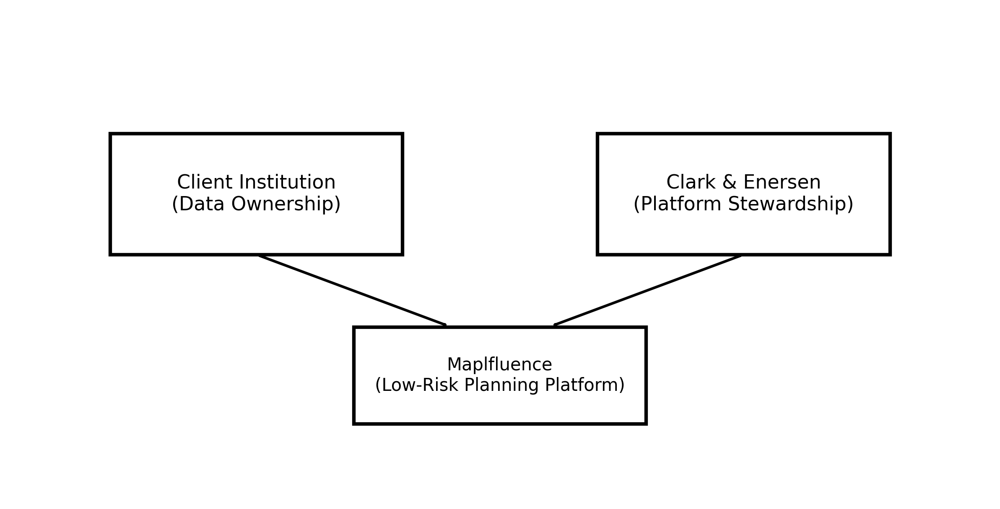 Client Institution
(Data Ownership)
Clark & Enersen
(Platform Stewardship)
Maplfluence
(Low-Risk Planning Platform)